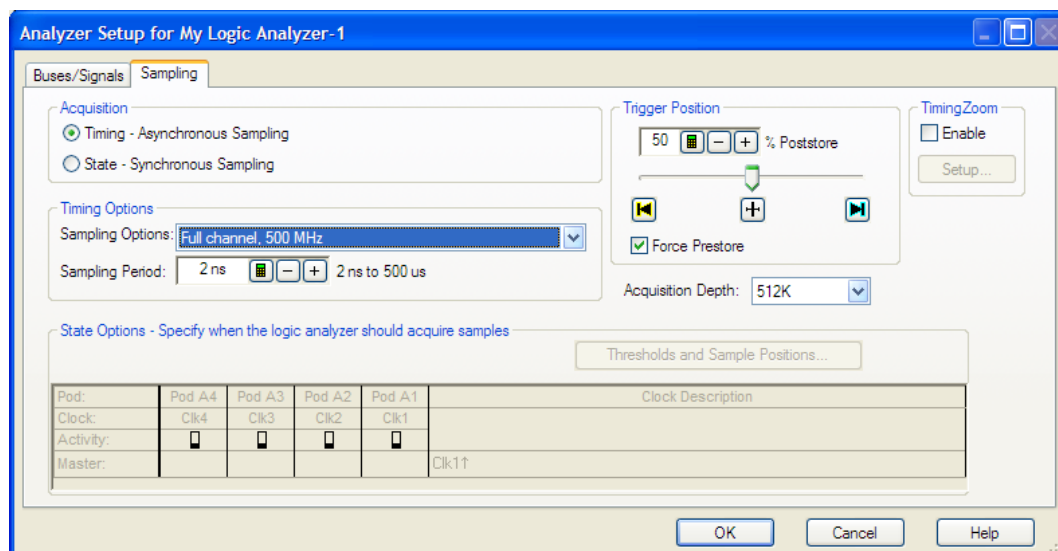 Analyzer Setup for My Logic Analyzer-1
Buses/Signals Sampling
Acquisition
Timing - Asynchronous Sampling
State - Synchronous Sampling
Timing Options
Sampling Options: Full channel, 500 MHz
Sampling Period: 2 ns 2 ns to 500 us
Trigger Position
50 % Poststore
Force Prestore
Acquisition Depth: 512K
TimingZoom
Enable
Setup...
State Options - Specify when the logic analyzer should acquire samples
Thresholds and Sample Positions...
Pod: Pod A4 Pod A3 Pod A2 Pod A1 Clock Description
Clock: Clk4 Clk3 Clk2 Clk1
Activity:
Master: Clk1↑
OK Cancel Help